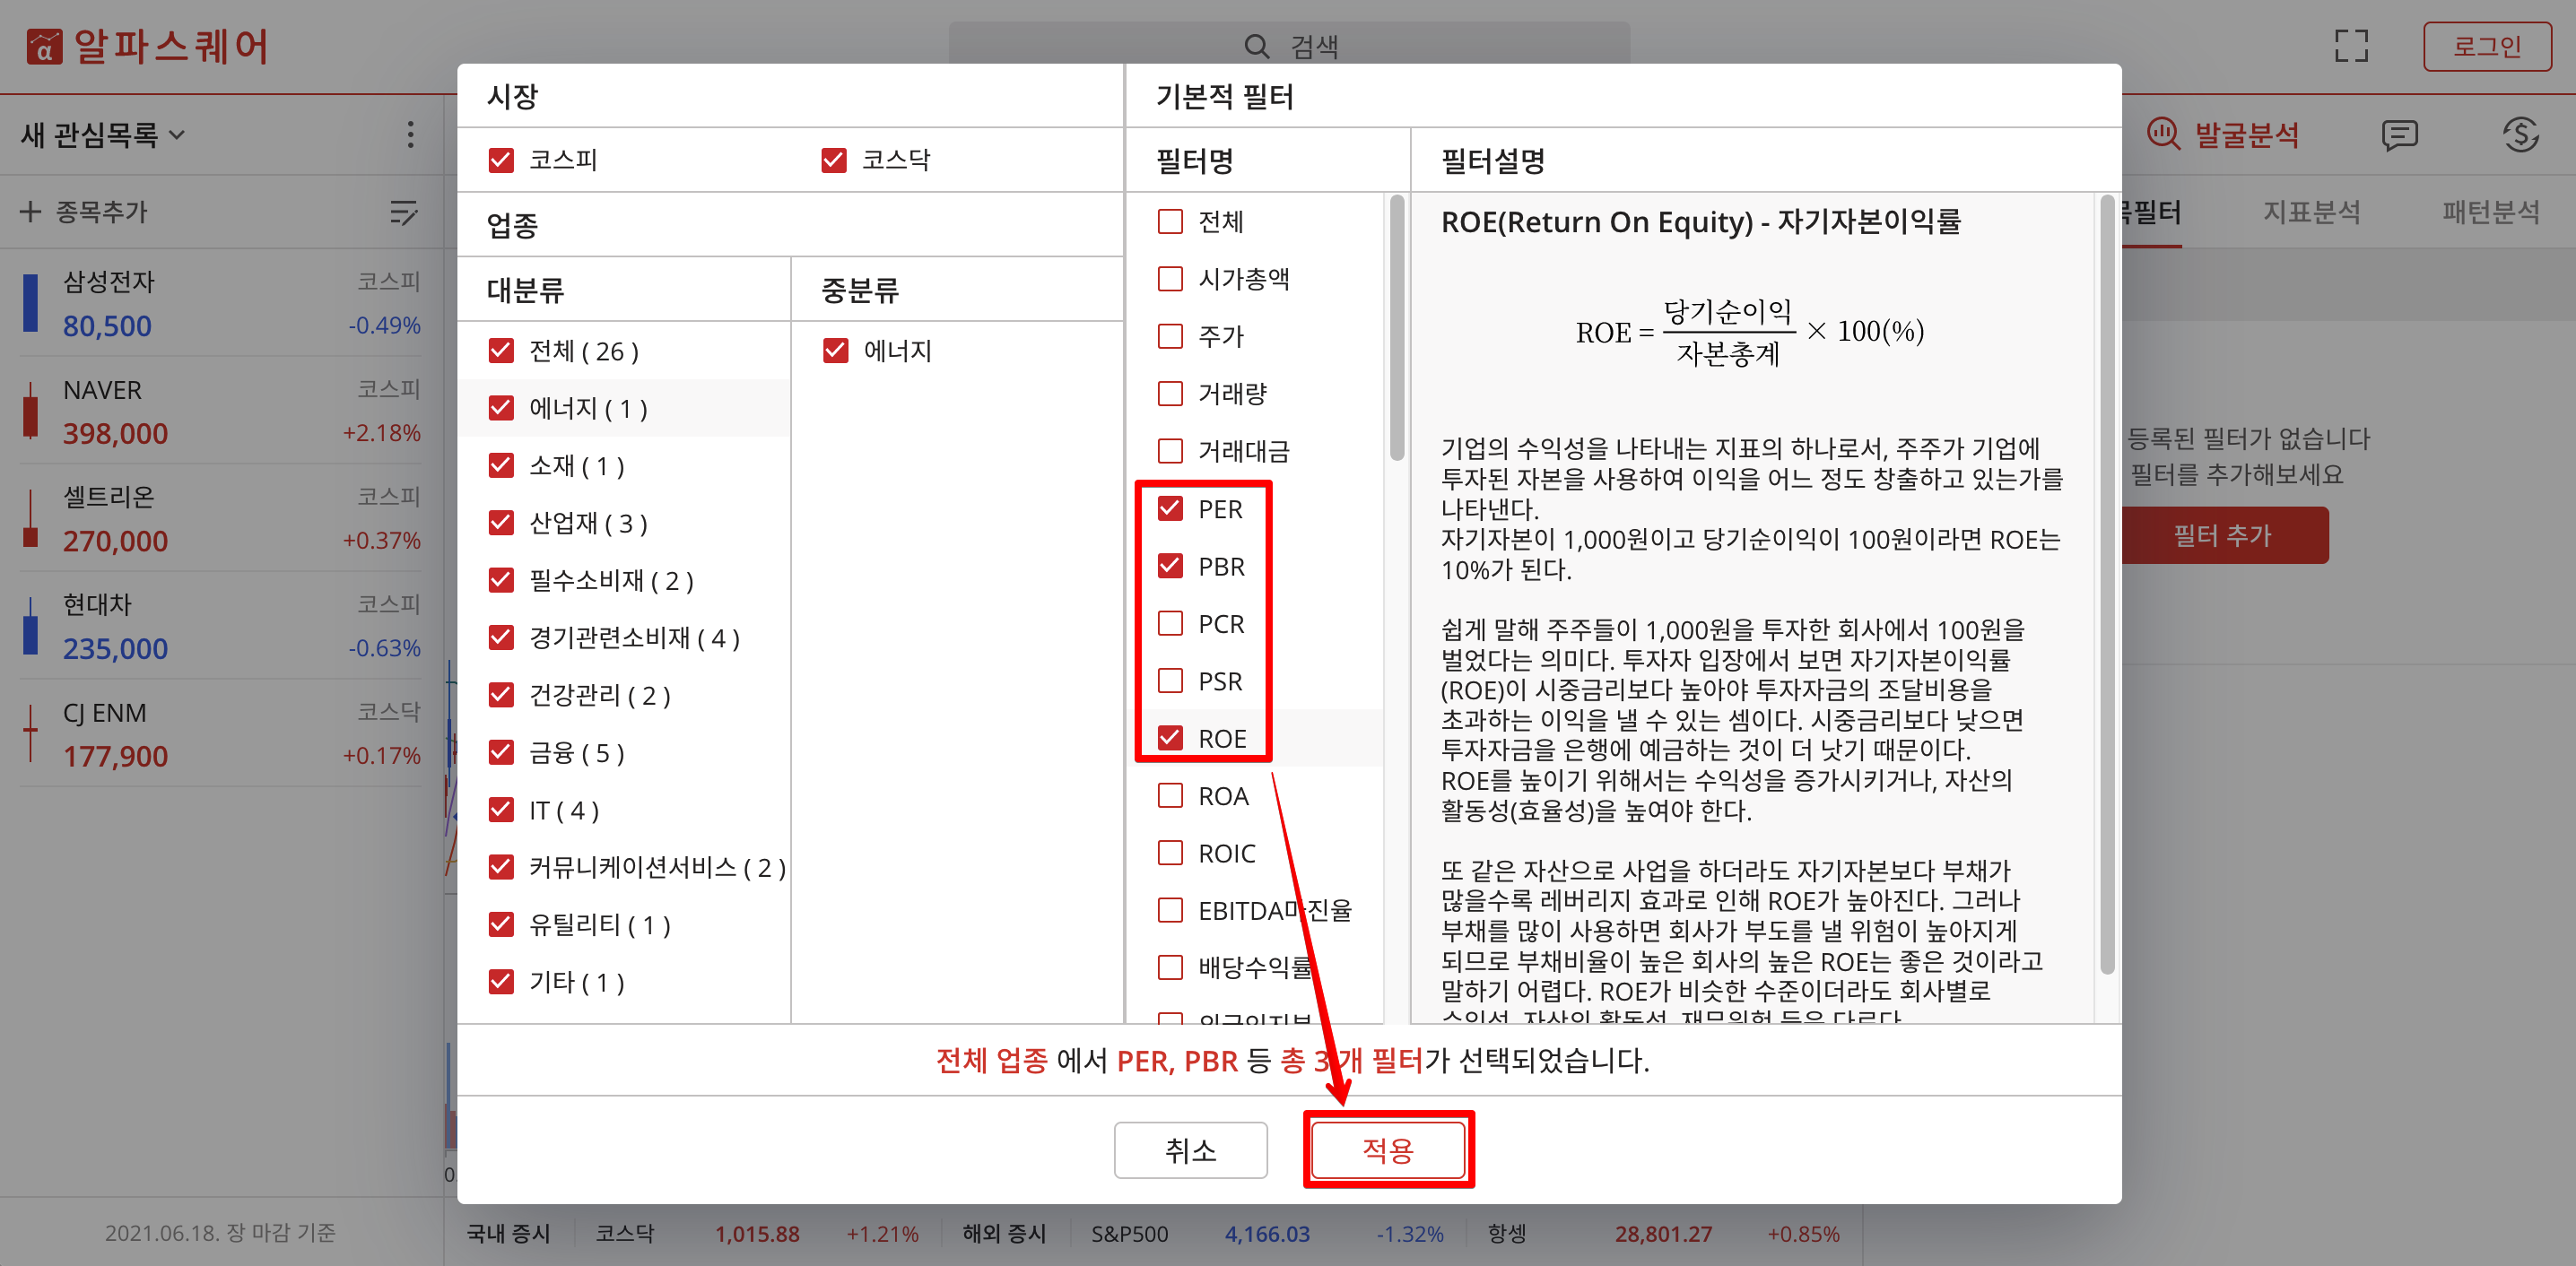 알파스퀘어
검색
로그인
새 관심목록
종목추가
삼성전자 코스피
80,500 -0.49%
NAVER 코스피
398,000 +2.18%
셀트리온 코스피
270,000 +0.37%
현대차 코스피
235,000 -0.63%
CJ ENM 코스닥
177,900 +0.17%
2021.06.18. 장 마감 기준
시장
코스피 코스닥
업종
대분류 중분류
전체 ( 26 )
에너지 ( 1 )
소재 ( 1 )
산업재 ( 3 )
필수소비재 ( 2 )
경기관련소비재 ( 4 )
건강관리 ( 2 )
금융 ( 5 )
IT ( 4 )
커뮤니케이션서비스 ( 2 )
유틸리티 ( 1 )
기타 ( 1 )
에너지
기본적 필터
필터명 필터설명
전체
시가총액
주가
거래량
거래대금
PER
PBR
PCR
PSR
ROE
ROA
ROIC
EBITDA마진율
배당수익률
ROE(Return On Equity) - 자기자본이익률
ROE = 당기순이익 / 자본총계 × 100(%)
기업의 수익성을 나타내는 지표의 하나로서, 주주가 기업에
투자된 자본을 사용하여 이익을 어느 정도 창출하고 있는가를
나타낸다.
자기자본이 1,000원이고 당기순이익이 100원이라면 ROE는
10%가 된다.
쉽게 말해 주주들이 1,000원을 투자한 회사에서 100원을
벌었다는 의미다. 투자자 입장에서 보면 자기자본이익률
(ROE)이 시중금리보다 높아야 투자자금의 조달비용을
초과하는 이익을 낼 수 있는 셈이다. 시중금리보다 낮으면
투자자금을 은행에 예금하는 것이 더 낫기 때문이다.
ROE를 높이기 위해서는 수익성을 증가시키거나, 자산의
활동성(효율성)을 높여야 한다.
또 같은 자산으로 사업을 하더라도 자기자본보다 부채가
많을수록 레버리지 효과로 인해 ROE가 높아진다. 그러나
부채를 많이 사용하면 회사가 부도를 낼 위험이 높아지게
되므로 부채비율이 높은 회사의 높은 ROE는 좋은 것이라고
말하기 어렵다. ROE가 비슷한 수준이더라도 회사별로
수익성, 자산의 활동성, 재무위험 등은 다르다.
전체 업종 에서 PER, PBR 등 총 3 개 필터가 선택되었습니다.
취소 적용
발굴분석
필터 지표분석 패턴분석
등록된 필터가 없습니다
필터를 추가해보세요
필터 추가
국내 증시 코스닥 1,015.88 +1.21% 해외 증시 S&P500 4,166.03 -1.32% 항셍 28,801.27 +0.85%